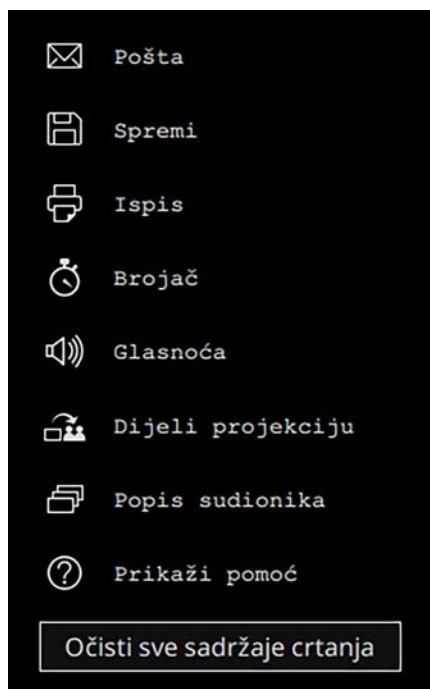 Pošta
Spremi
Ispis
Brojač
Glasnoća
Dijeli projekciju
Popis sudionika
Prikaži pomoć
Očisti sve sadržaje crtanja